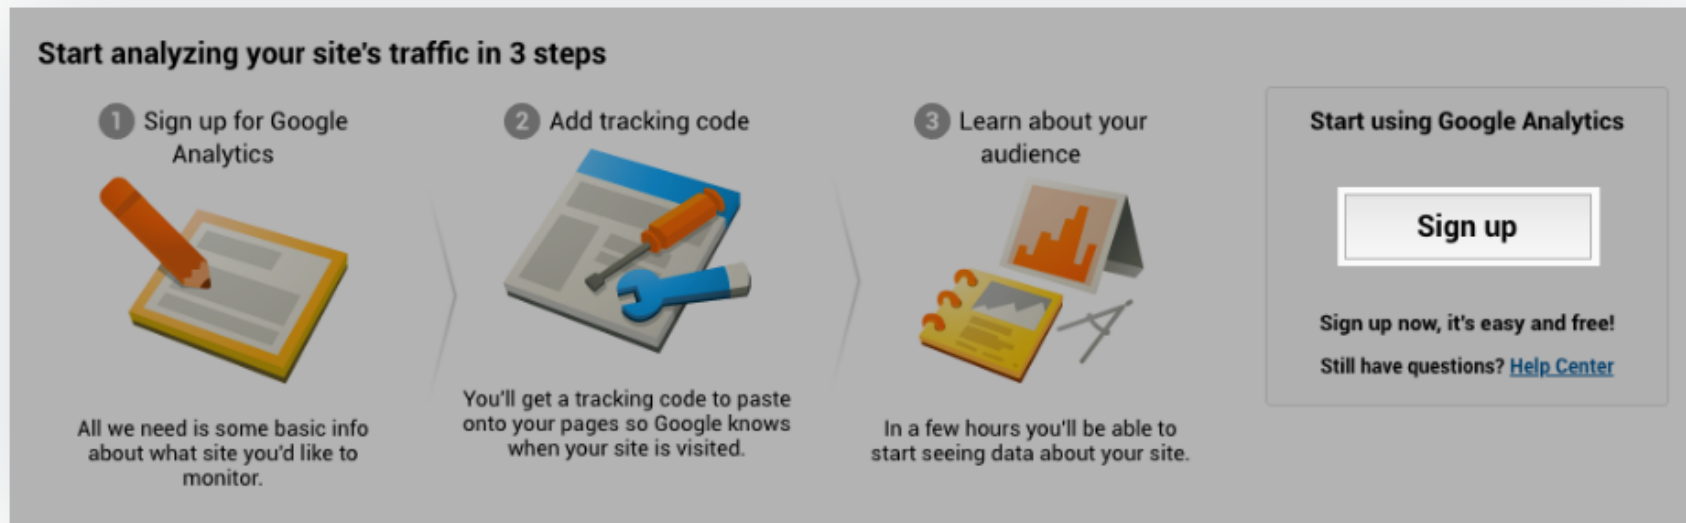 Start analyzing your site's traffic in 3 steps
1 Sign up for Google
Analytics
All we need is some basic info
about what site you'd like to
monitor.
2 Add tracking code
You'll get a tracking code to paste
onto your pages so Google knows
when your site is visited.
3 Learn about your
audience
In a few hours you'll be able to
start seeing data about your site.
Start using Google Analytics
Sign up
Sign up now, it's easy and free!
Still have questions? Help Center